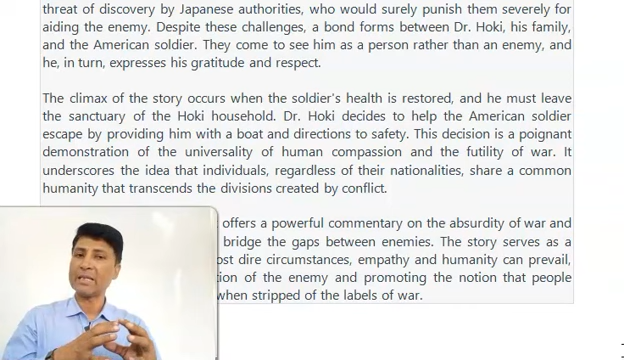 threat of discovery by Japanese authorities, who would surely punish them severely for
aiding the enemy. Despite these challenges, a bond forms between Dr. Hoki, his family,
and the American soldier. They come to see him as a person rather than an enemy, and
he, in turn, expresses his gratitude and respect.
The climax of the story occurs when the soldier's health is restored, and he must leave
the sanctuary of the Hoki household. Dr. Hoki decides to help the American soldier
escape by providing him with a boat and directions to safety. This decision is a poignant
demonstration of the universality of human compassion and the futility of war. It
underscores the idea that individuals, regardless of their nationalities, share a common
humanity that transcends the divisions created by conflict.
offers a powerful commentary on the absurdity of war and
bridge the gaps between enemies. The story serves as a
ost dire circumstances, empathy and humanity can prevail,
tion of the enemy and promoting the notion that people
when stripped of the labels of war.